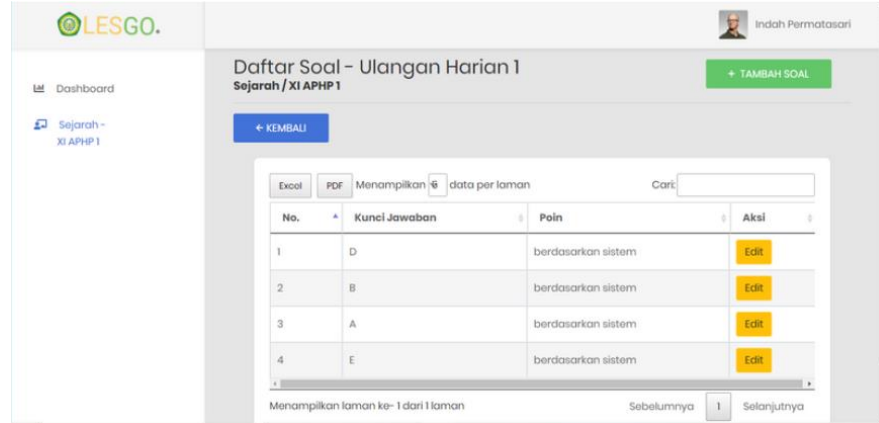 OLESGO.
Indah Permatasari
Dashboard
Sejarah -
XI APHP 1
Daftar Soal - Ulangan Harian 1
Sejarah / XI APHP 1
+ TAMBAH SOAL
← KEMBALI
Excel PDF Menampilkan data per laman Cari:
No. Kunci Jawaban Poin Aksi
1 D berdasarkan sistem Edit
2 B berdasarkan sistem Edit
3 A berdasarkan sistem Edit
4 E berdasarkan sistem Edit
Menampilkan laman ke- 1 dari 1 laman Sebelumnya 1 Selanjutnya